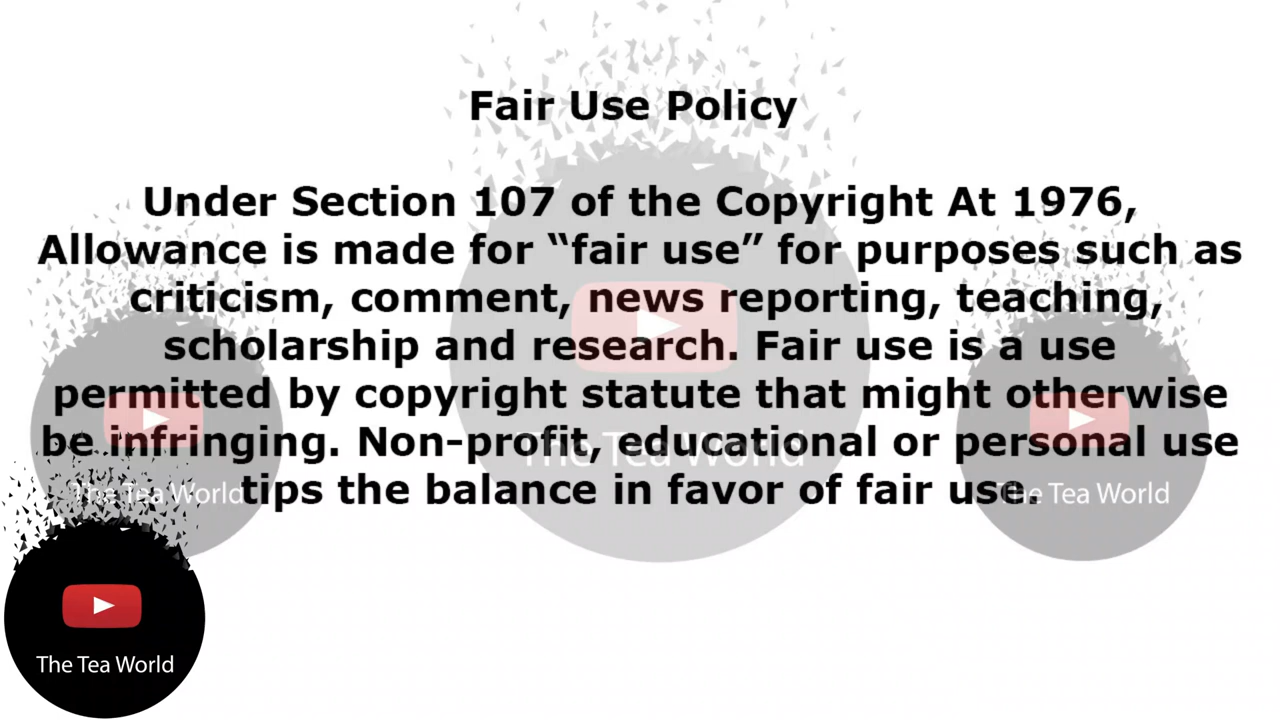 Fair Use Policy
Under Section 107 of the Copyright At 1976,
Allowance is made for “fair use” for purposes such as
criticism, comment, news reporting, teaching,
scholarship and research. Fair use is a use
permitted by copyright statute that might otherwise
be infringing. Non-profit, educational or personal use
tips the balance in favor of fair use.
The Tea World
The Tea World
The Tea World
The Tea World